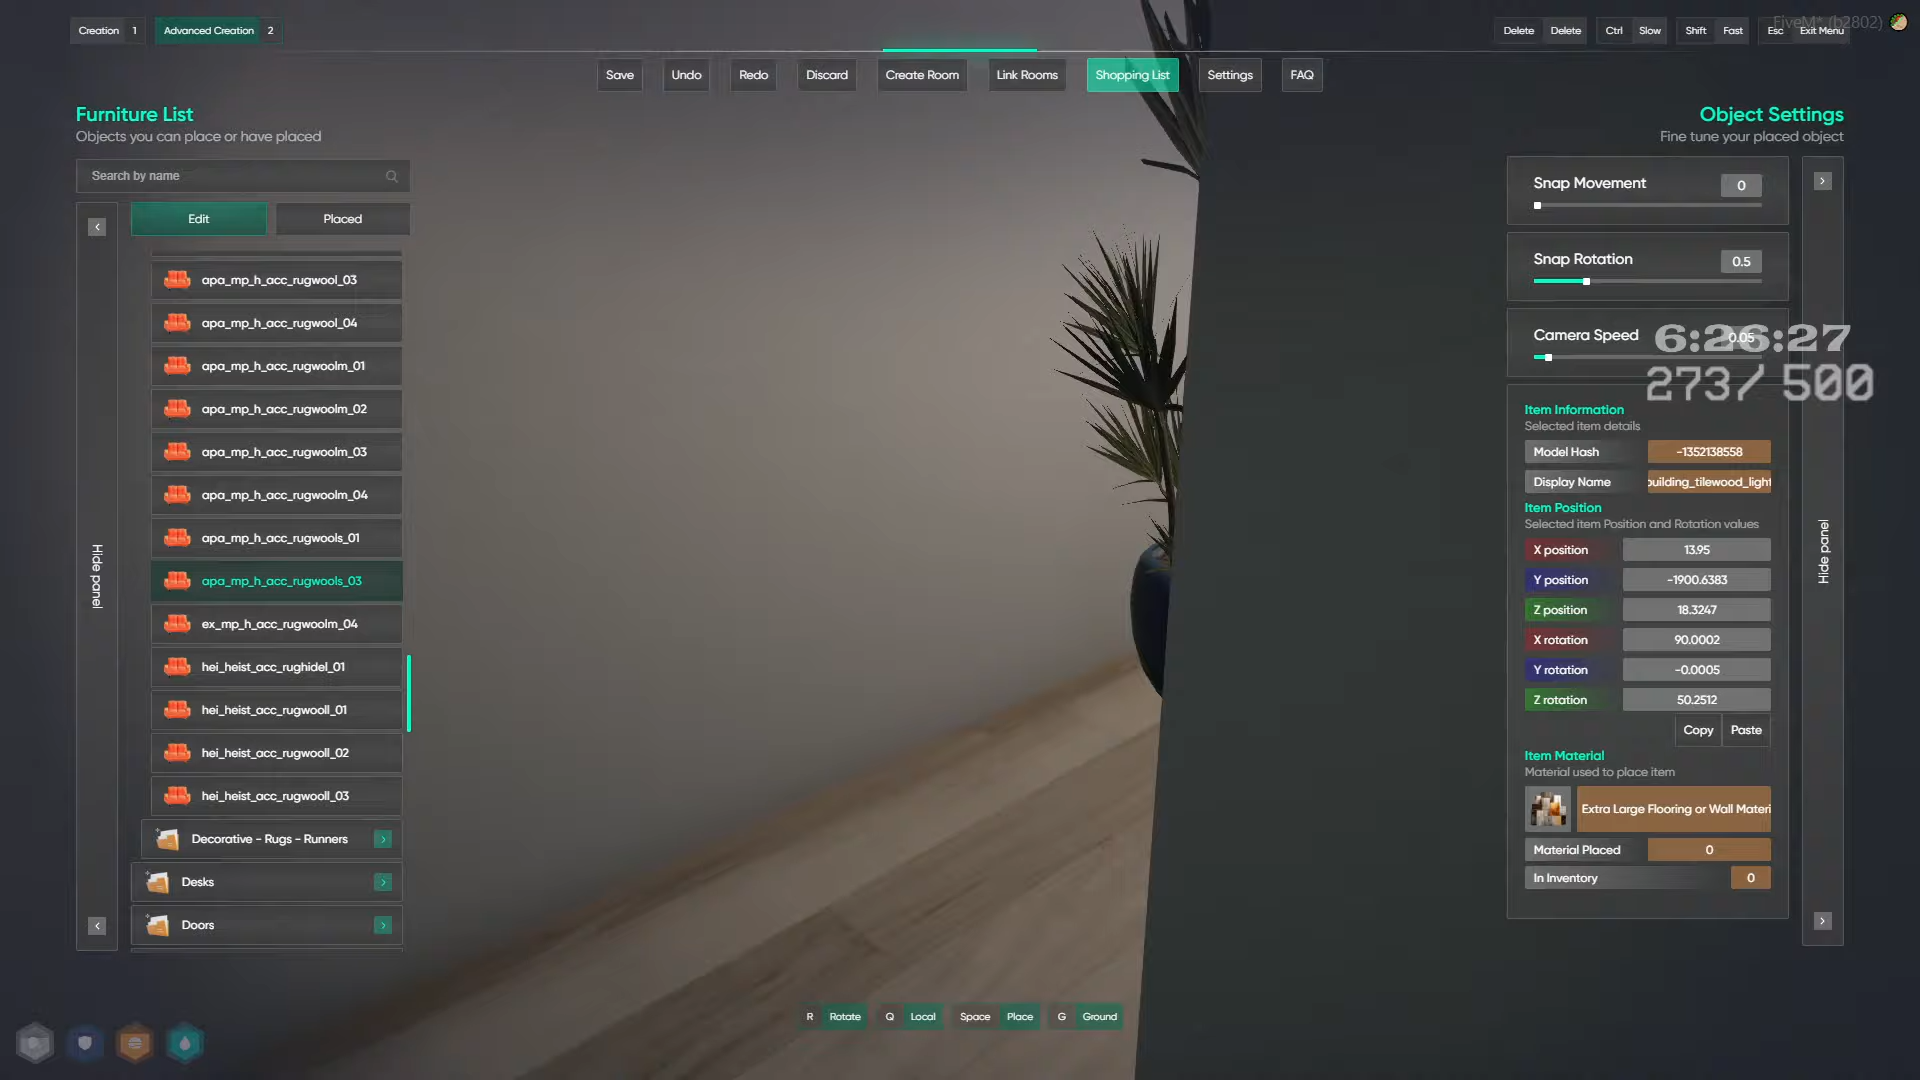 Creation 1
Advanced Creation 2
Delete Delete
Ctrl Slow
Shift Fast
Esc Exit Menu
FiveM* (b2802)
Save
Undo
Redo
Discard
Create Room
Link Rooms
Shopping List
Settings
FAQ
Furniture List
Objects you can place or have placed
Search by name
Edit
Placed
Hide panel
apa_mp_h_acc_rugwool_03
apa_mp_h_acc_rugwool_04
apa_mp_h_acc_rugwoolm_01
apa_mp_h_acc_rugwoolm_02
apa_mp_h_acc_rugwoolm_03
apa_mp_h_acc_rugwoolm_04
apa_mp_h_acc_rugwools_01
apa_mp_h_acc_rugwools_03
ex_mp_h_acc_rugwoolm_04
hei_heist_acc_rughidel_01
hei_heist_acc_rugwooll_01
hei_heist_acc_rugwooll_02
hei_heist_acc_rugwooll_03
Decorative - Rugs - Runners
Desks
Doors
Object Settings
Fine tune your placed object
Snap Movement 0
Snap Rotation 0.5
Camera Speed 0.05
6:26:27
273/ 500
Item Information
Selected item details
Model Hash -1352138558
Display Name building_tilewood_light
Item Position
Selected item Position and Rotation values
X position 13.95
Y position -1900.6383
Z position 18.3247
X rotation 90.0002
Y rotation -0.0005
Z rotation 50.2512
Copy Paste
Item Material
Material used to place item
Extra Large Flooring or Wall Materi
Material Placed 0
In Inventory 0
Hide panel
R Rotate
Q Local
Space Place
G Ground